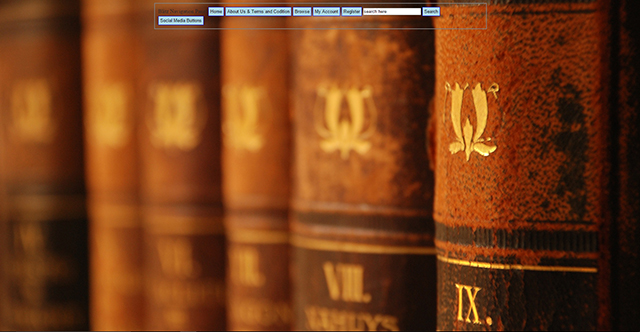 Home About Us & Terms and Codition Browse My Account Register search here Search
Social Media Buttons
VIII.
IX.